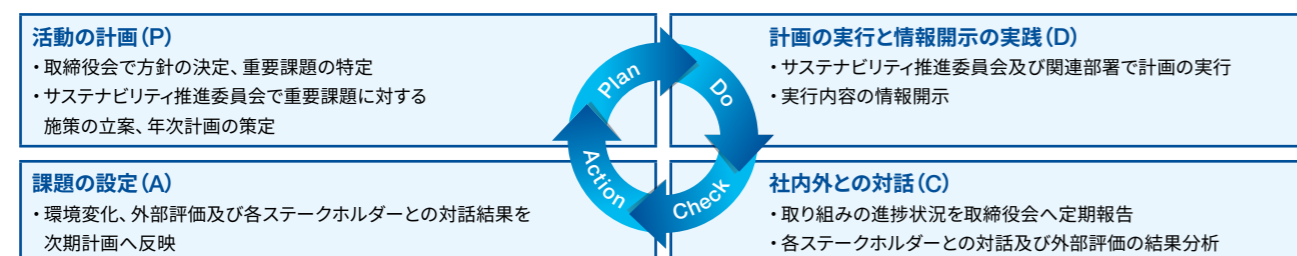 活動の計画(P)
・取締役会で方針の決定、重要課題の特定
・サステナビリティ推進委員会で重要課題に対する
施策の立案、年次計画の策定
計画の実行と情報開示の実践(D)
・サステナビリティ推進委員会及び関連部署で計画の実行
・実行内容の情報開示
Plan
Do
Check
Action
課題の設定(A)
・環境変化、外部評価及び各ステークホルダーとの対話結果を
次期計画へ反映
社内外との対話(C)
・取り組みの進捗状況を取締役会へ定期報告
・各ステークホルダーとの対話及び外部評価の結果分析